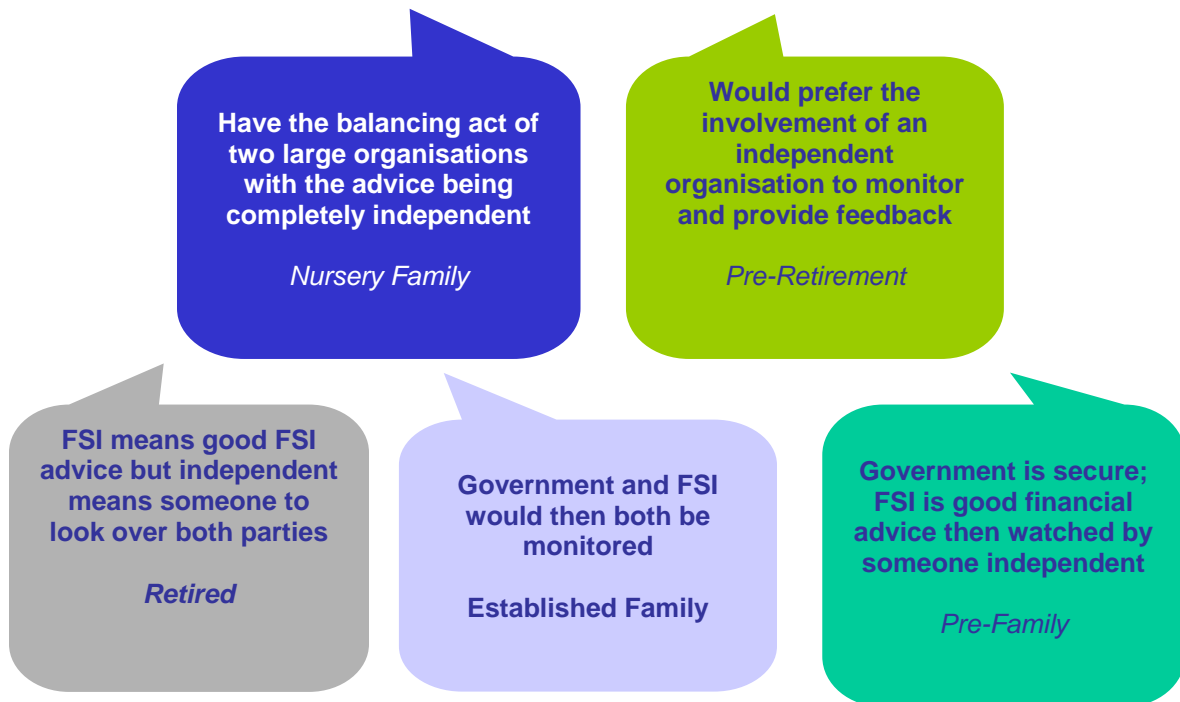 Have the balancing act of
two large organisations
with the advice being
completely independent
Nursery Family
Would prefer the
involvement of an
independent
organisation to monitor
and provide feedback
Pre-Retirement
FSI means good FSI
advice but independent
means someone to
look over both parties
Retired
Government and FSI
would then both be
monitored
Established Family
Government is secure;
FSI is good financial
advice then watched by
someone independent
Pre-Family